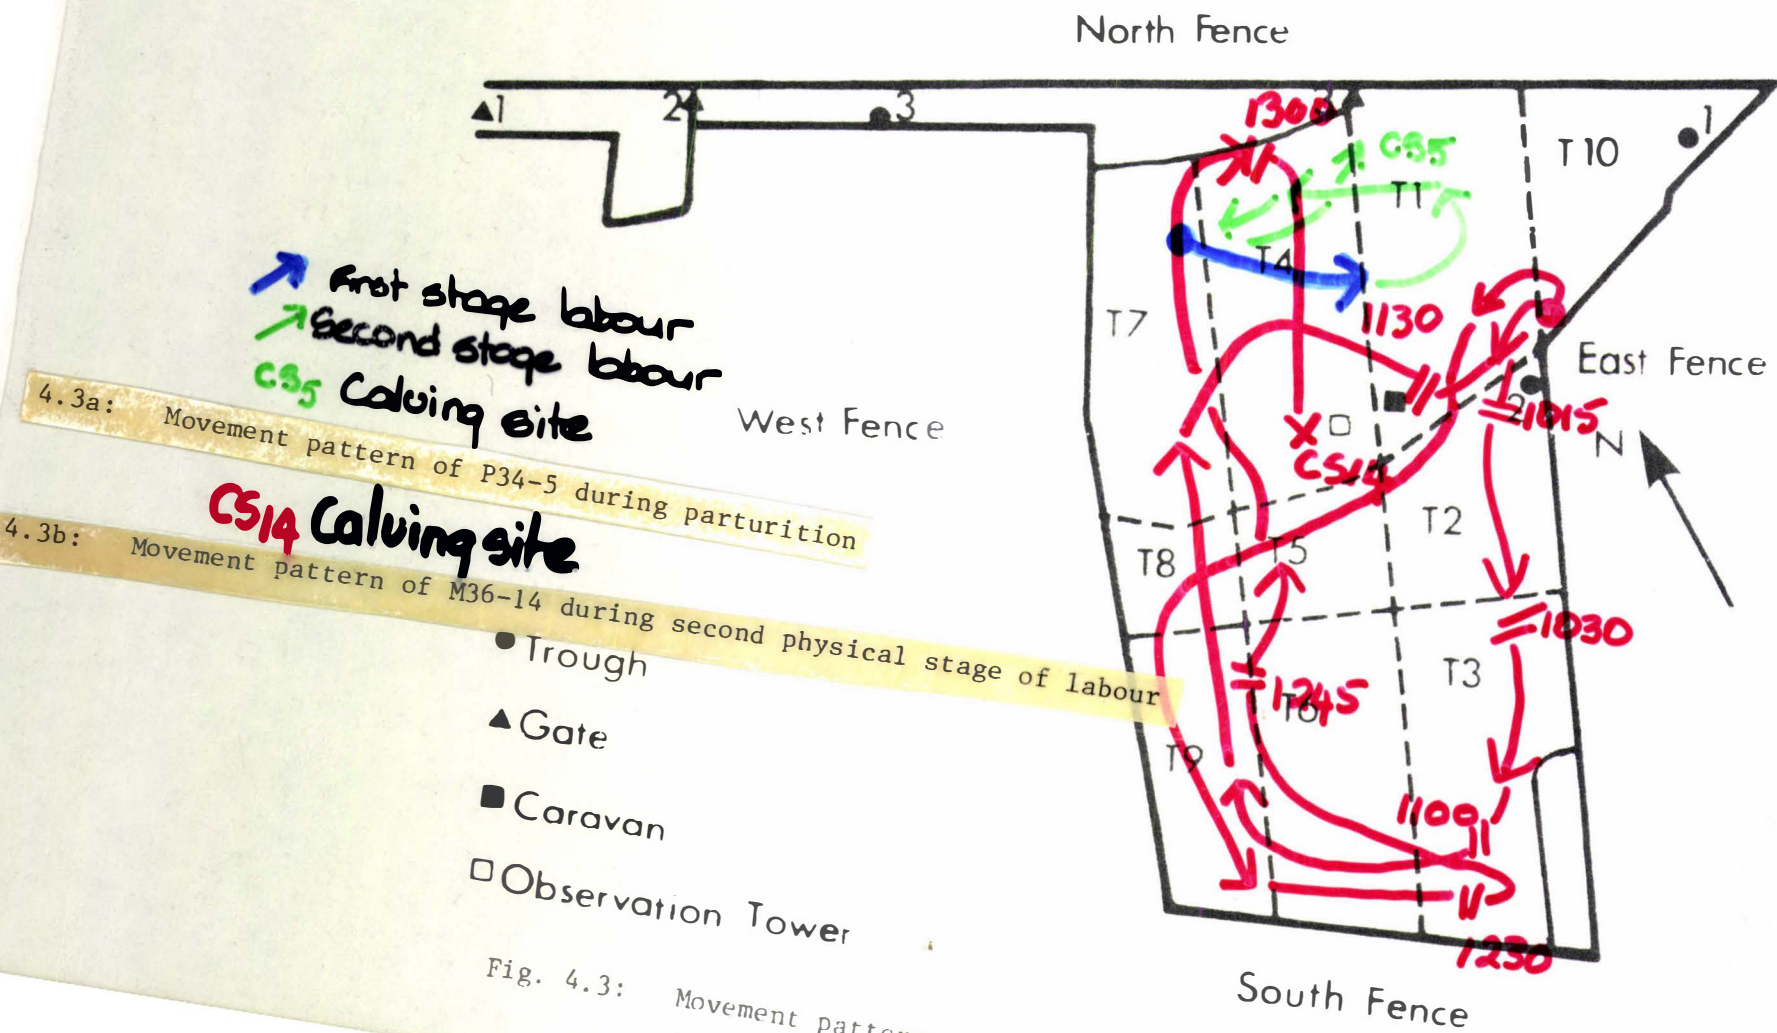 North Fence
1
2
3
3
1
1300
CS5
T10
T1
T4
First stage labour
Second stage labour
CS5 Calving site
T7
1130
East Fence
4.3a: Movement pattern of P34-5 during parturition
West Fence
2
1015
N
CS14
CS14 Calving site
T2
T5
T8
4.3b: Movement pattern of M36-14 during second physical stage of labour
1030
Trough
T3
1245
T6
Gate
T9
Caravan
1100
Observation Tower
1230
Fig. 4.3: Movement
South Fence